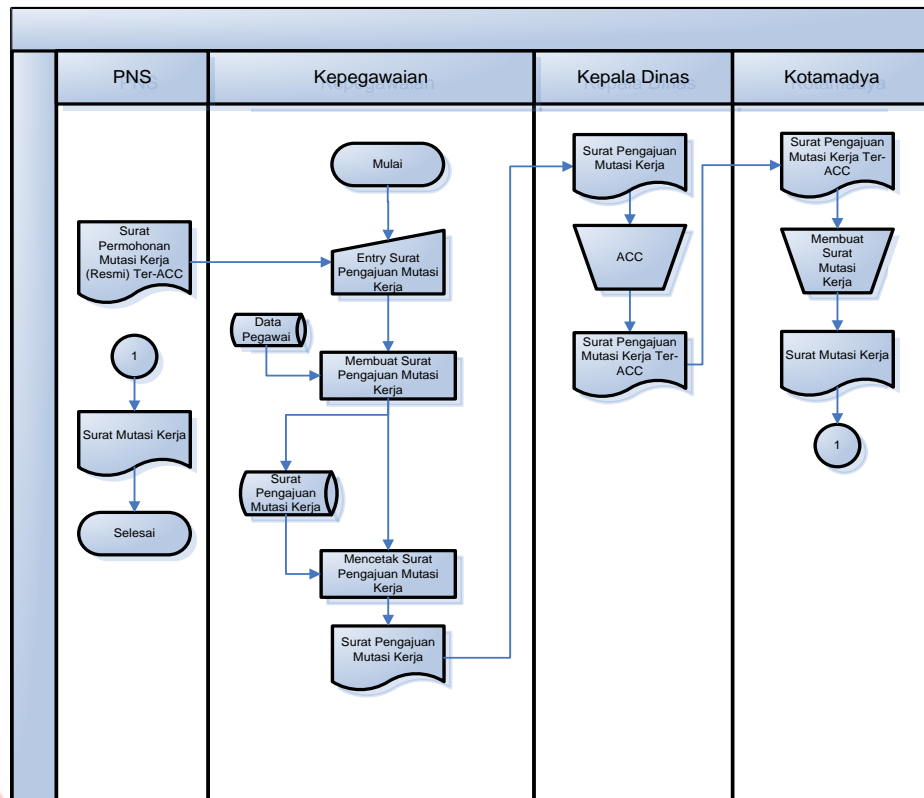 PNS
Kepegawaian
Kepala Dinas
Kotamadya
Surat
Permohonan
Mutasi Kerja
(Resmi) Ter-ACC
1
Surat Mutasi Kerja
Selesai
Mulai
Entry Surat
Pengajuan Mutasi
Kerja
Data
Pegawai
Membuat Surat
Pengajuan Mutasi
Kerja
Surat
Pengajuan
Mutasi Kerja
Mencetak Surat
Pengajuan Mutasi
Kerja
Surat Pengajuan
Mutasi Kerja
Surat Pengajuan
Mutasi Kerja
ACC
Surat Pengajuan
Mutasi Kerja Ter-
ACC
Surat Pengajuan
Mutasi Kerja Ter-
ACC
Membuat
Surat
Mutasi
Kerja
Surat Mutasi Kerja
1